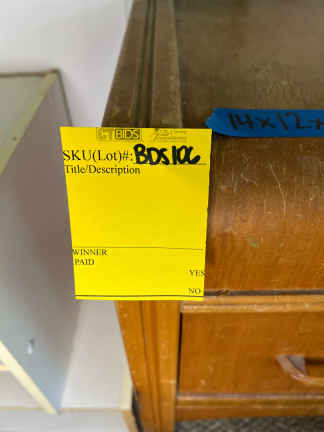 BIDS
SKU(Lot)#: BDS106
Title/Description
WINNER
PAID
YES
NO
14x12x